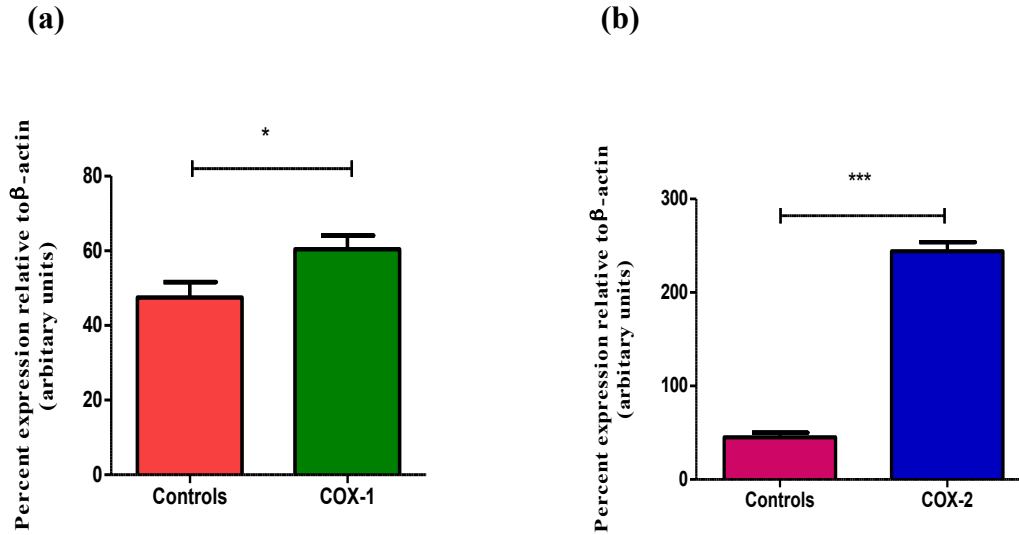 (a)
Percent expression relative toβ-actin
(arbitary units)
*
80
60
40
20
0
Controls COX-1
(b)
Percent expression relative toβ-actin
(arbitary units)
***
300
200
100
0
Controls COX-2